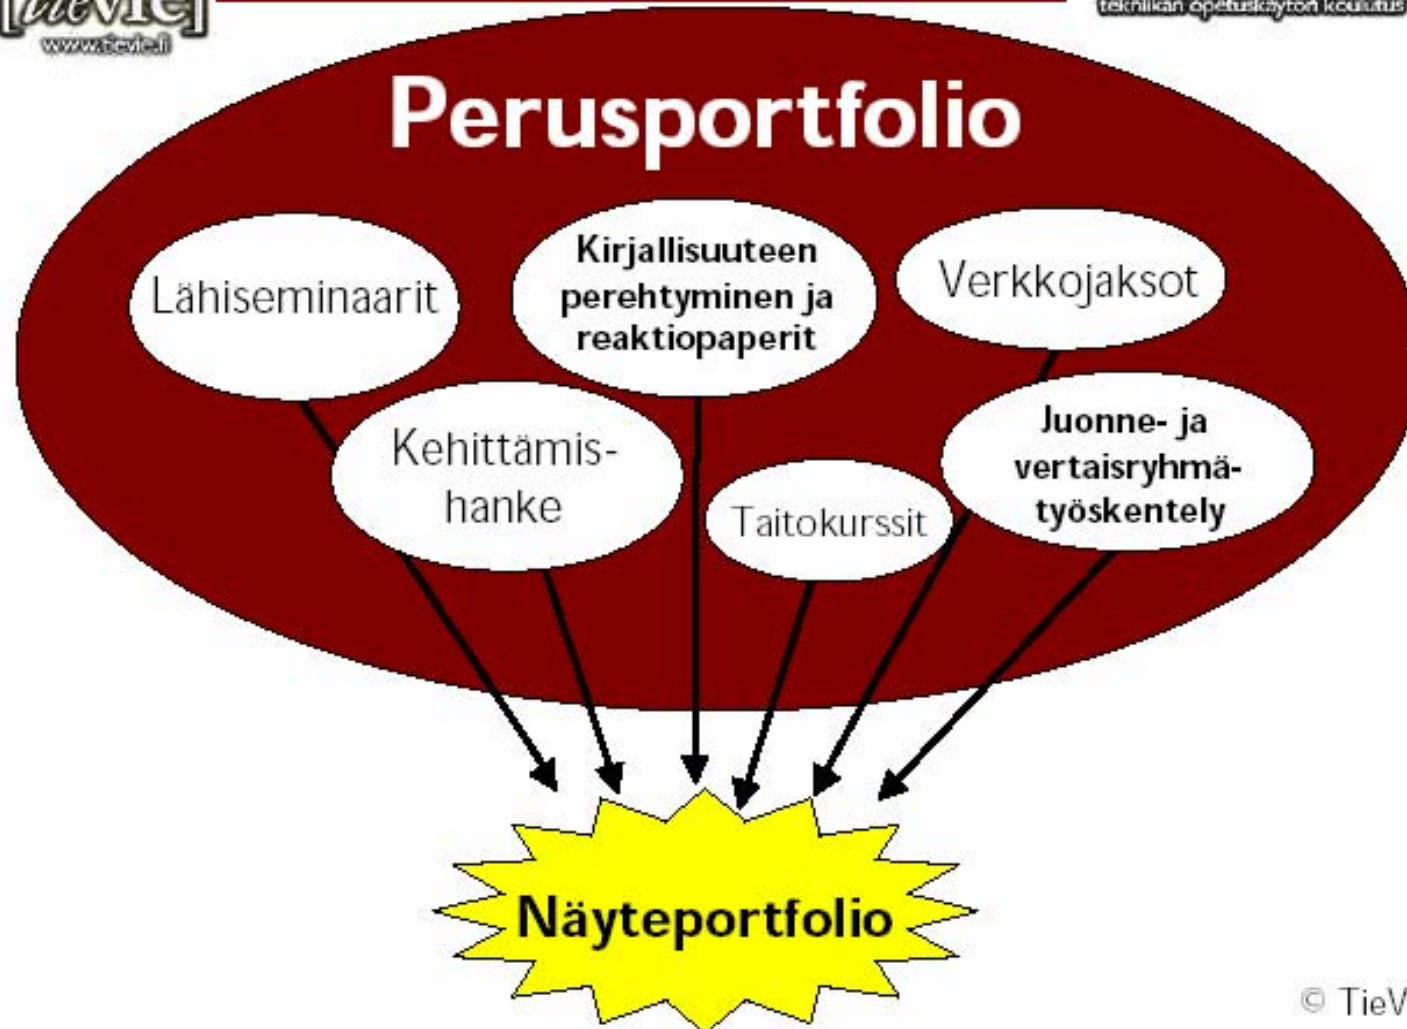 [tieVIE]
www.tievie.fi
tekniikan opetuskäytön koulutus
Perusportfolio
Lähiseminaarit
Kirjallisuuteen
perehtyminen ja
reaktiopaperit
Verkkojaksot
Kehittämis-
hanke
Taitokurssit
Juonne- ja
vertaisryhmä-
työskentely
Näyteportfolio
© TieV